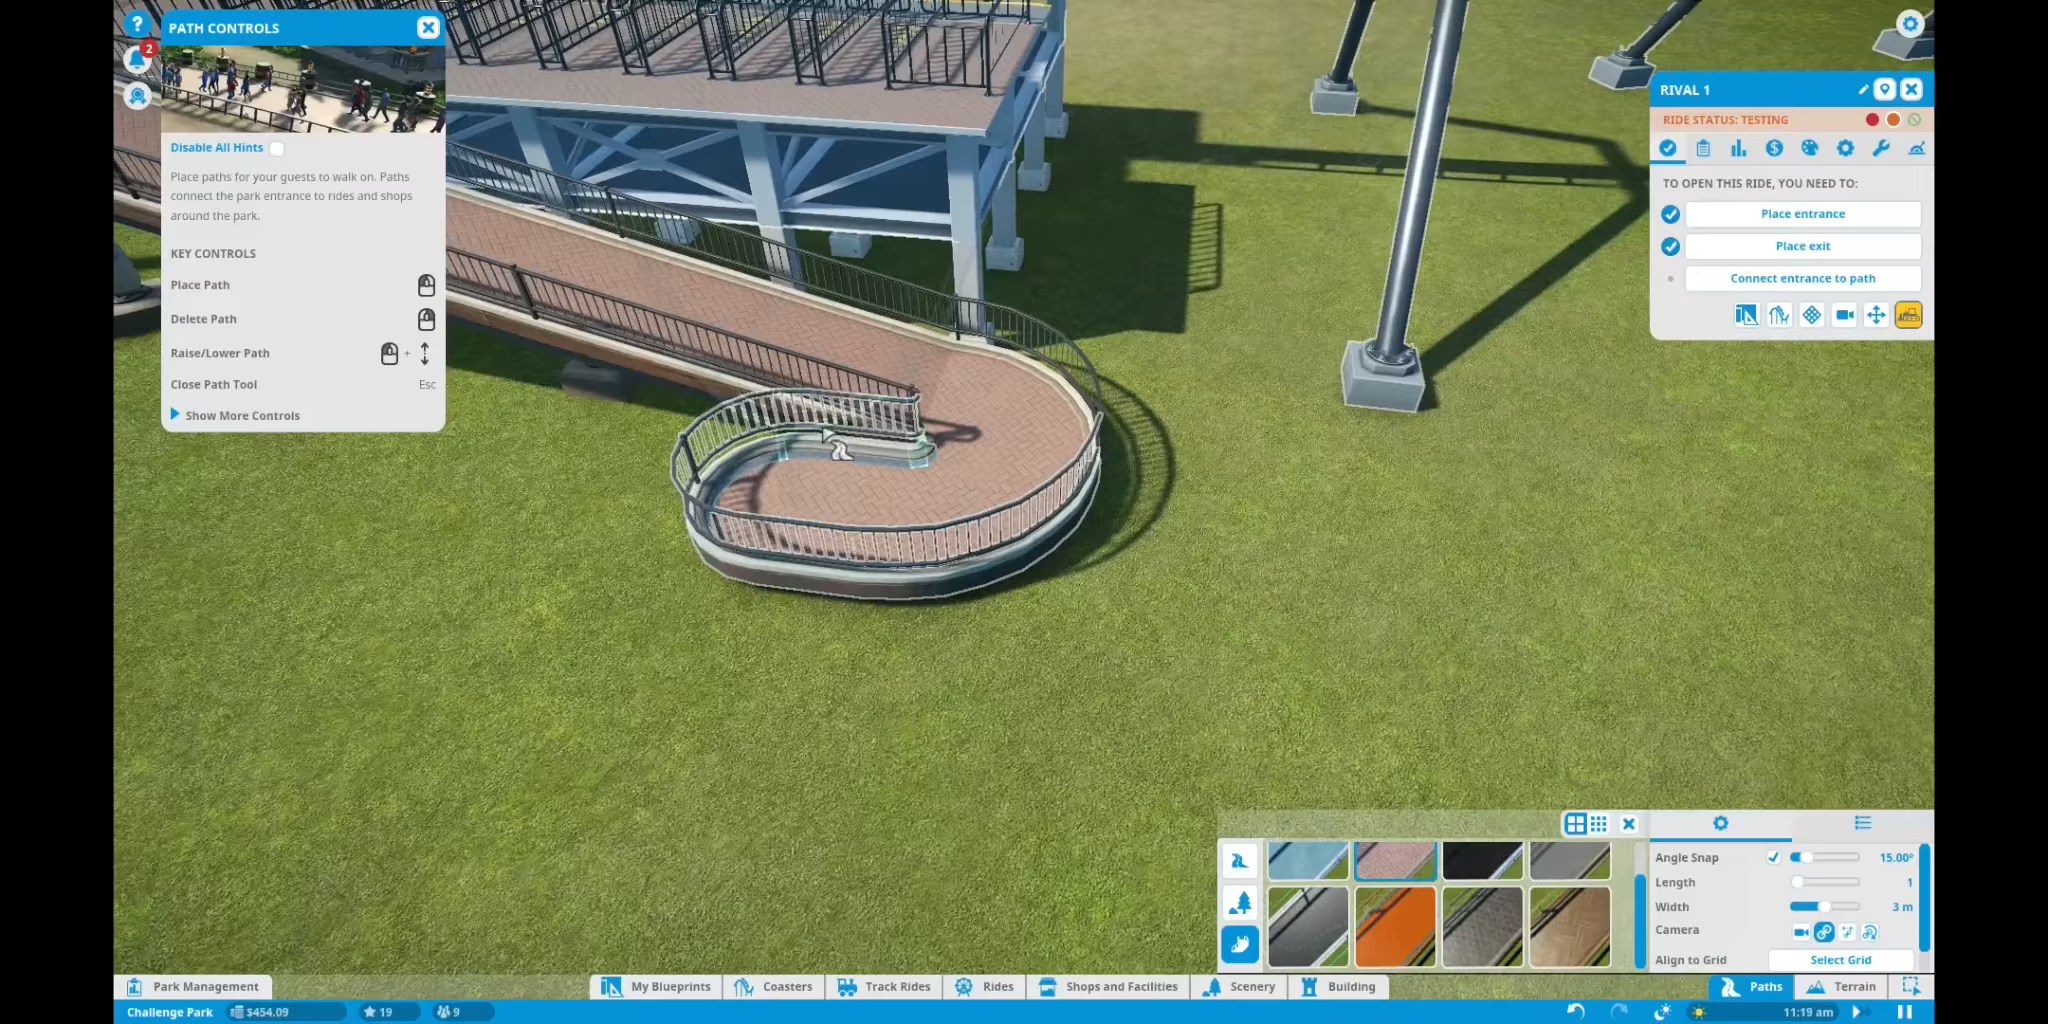 ?
2
PATH CONTROLS
Disable All Hints
Place paths for your guests to walk on. Paths
connect the park entrance to rides and shops
around the park.
KEY CONTROLS
Place Path
Delete Path
Raise/Lower Path +
Close Path Tool Esc
Show More Controls
RIVAL 1
RIDE STATUS: TESTING
TO OPEN THIS RIDE, YOU NEED TO:
Place entrance
Place exit
Connect entrance to path
Angle Snap 15.00°
Length 1
Width 3 m
Camera
Align to Grid Select Grid
Park Management My Blueprints Coasters Track Rides Rides Shops and Facilities Scenery Building Paths Terrain
Challenge Park $454.09 19 9 11:19 am